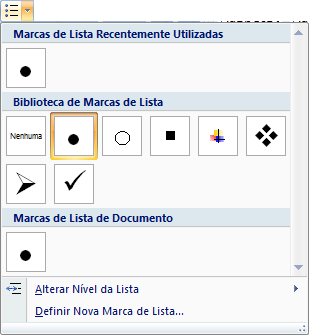 Marcas de Lista Recentemente Utilizadas
Biblioteca de Marcas de Lista
Nenhuma
Marcas de Lista de Documento
Alterar Nível da Lista
Definir Nova Marca de Lista...